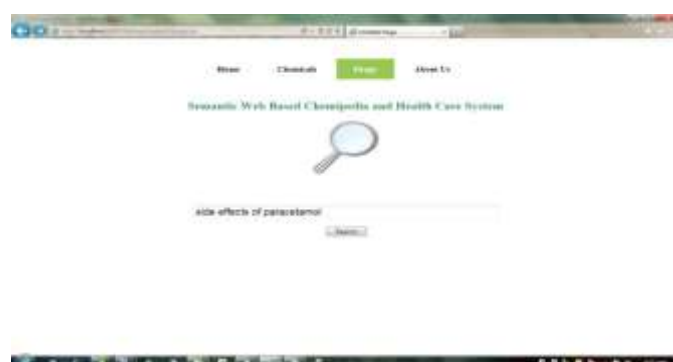 Home Chemicals Drugs About Us
Semantic Web Based Chemipedia and Health Care System
side effects of paracetamol
Search